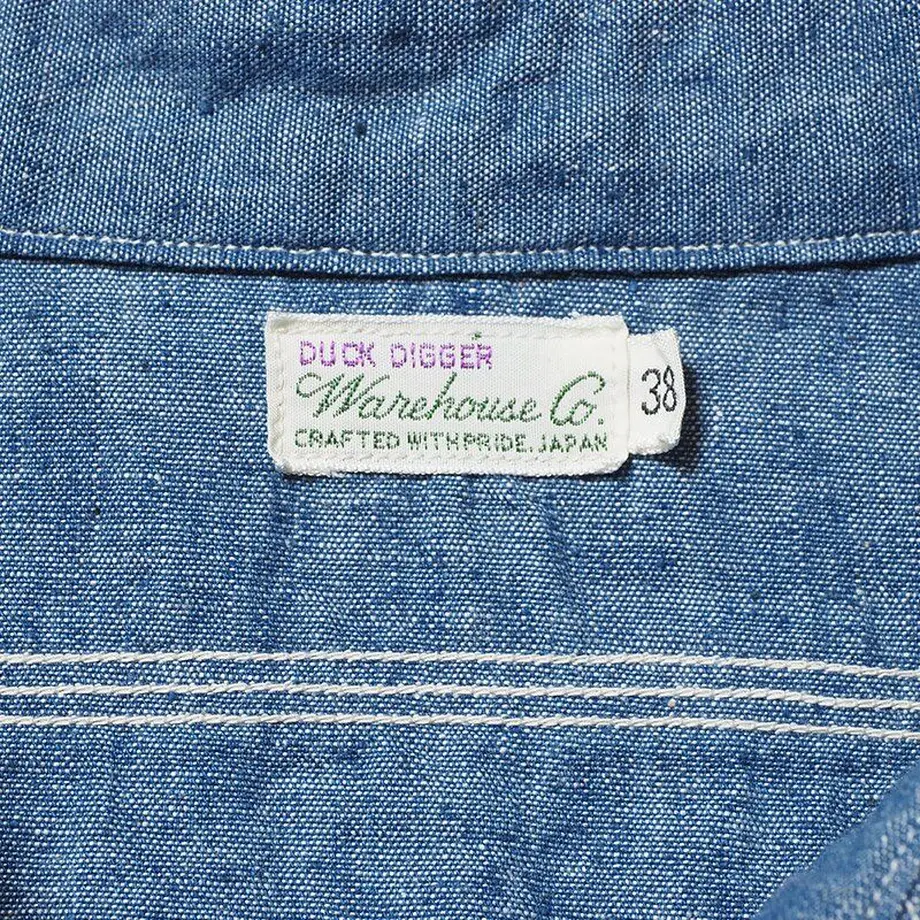 DUCK DIGGER
Warehouse Co.
CRAFTED WITH PRIDE. JAPAN
38